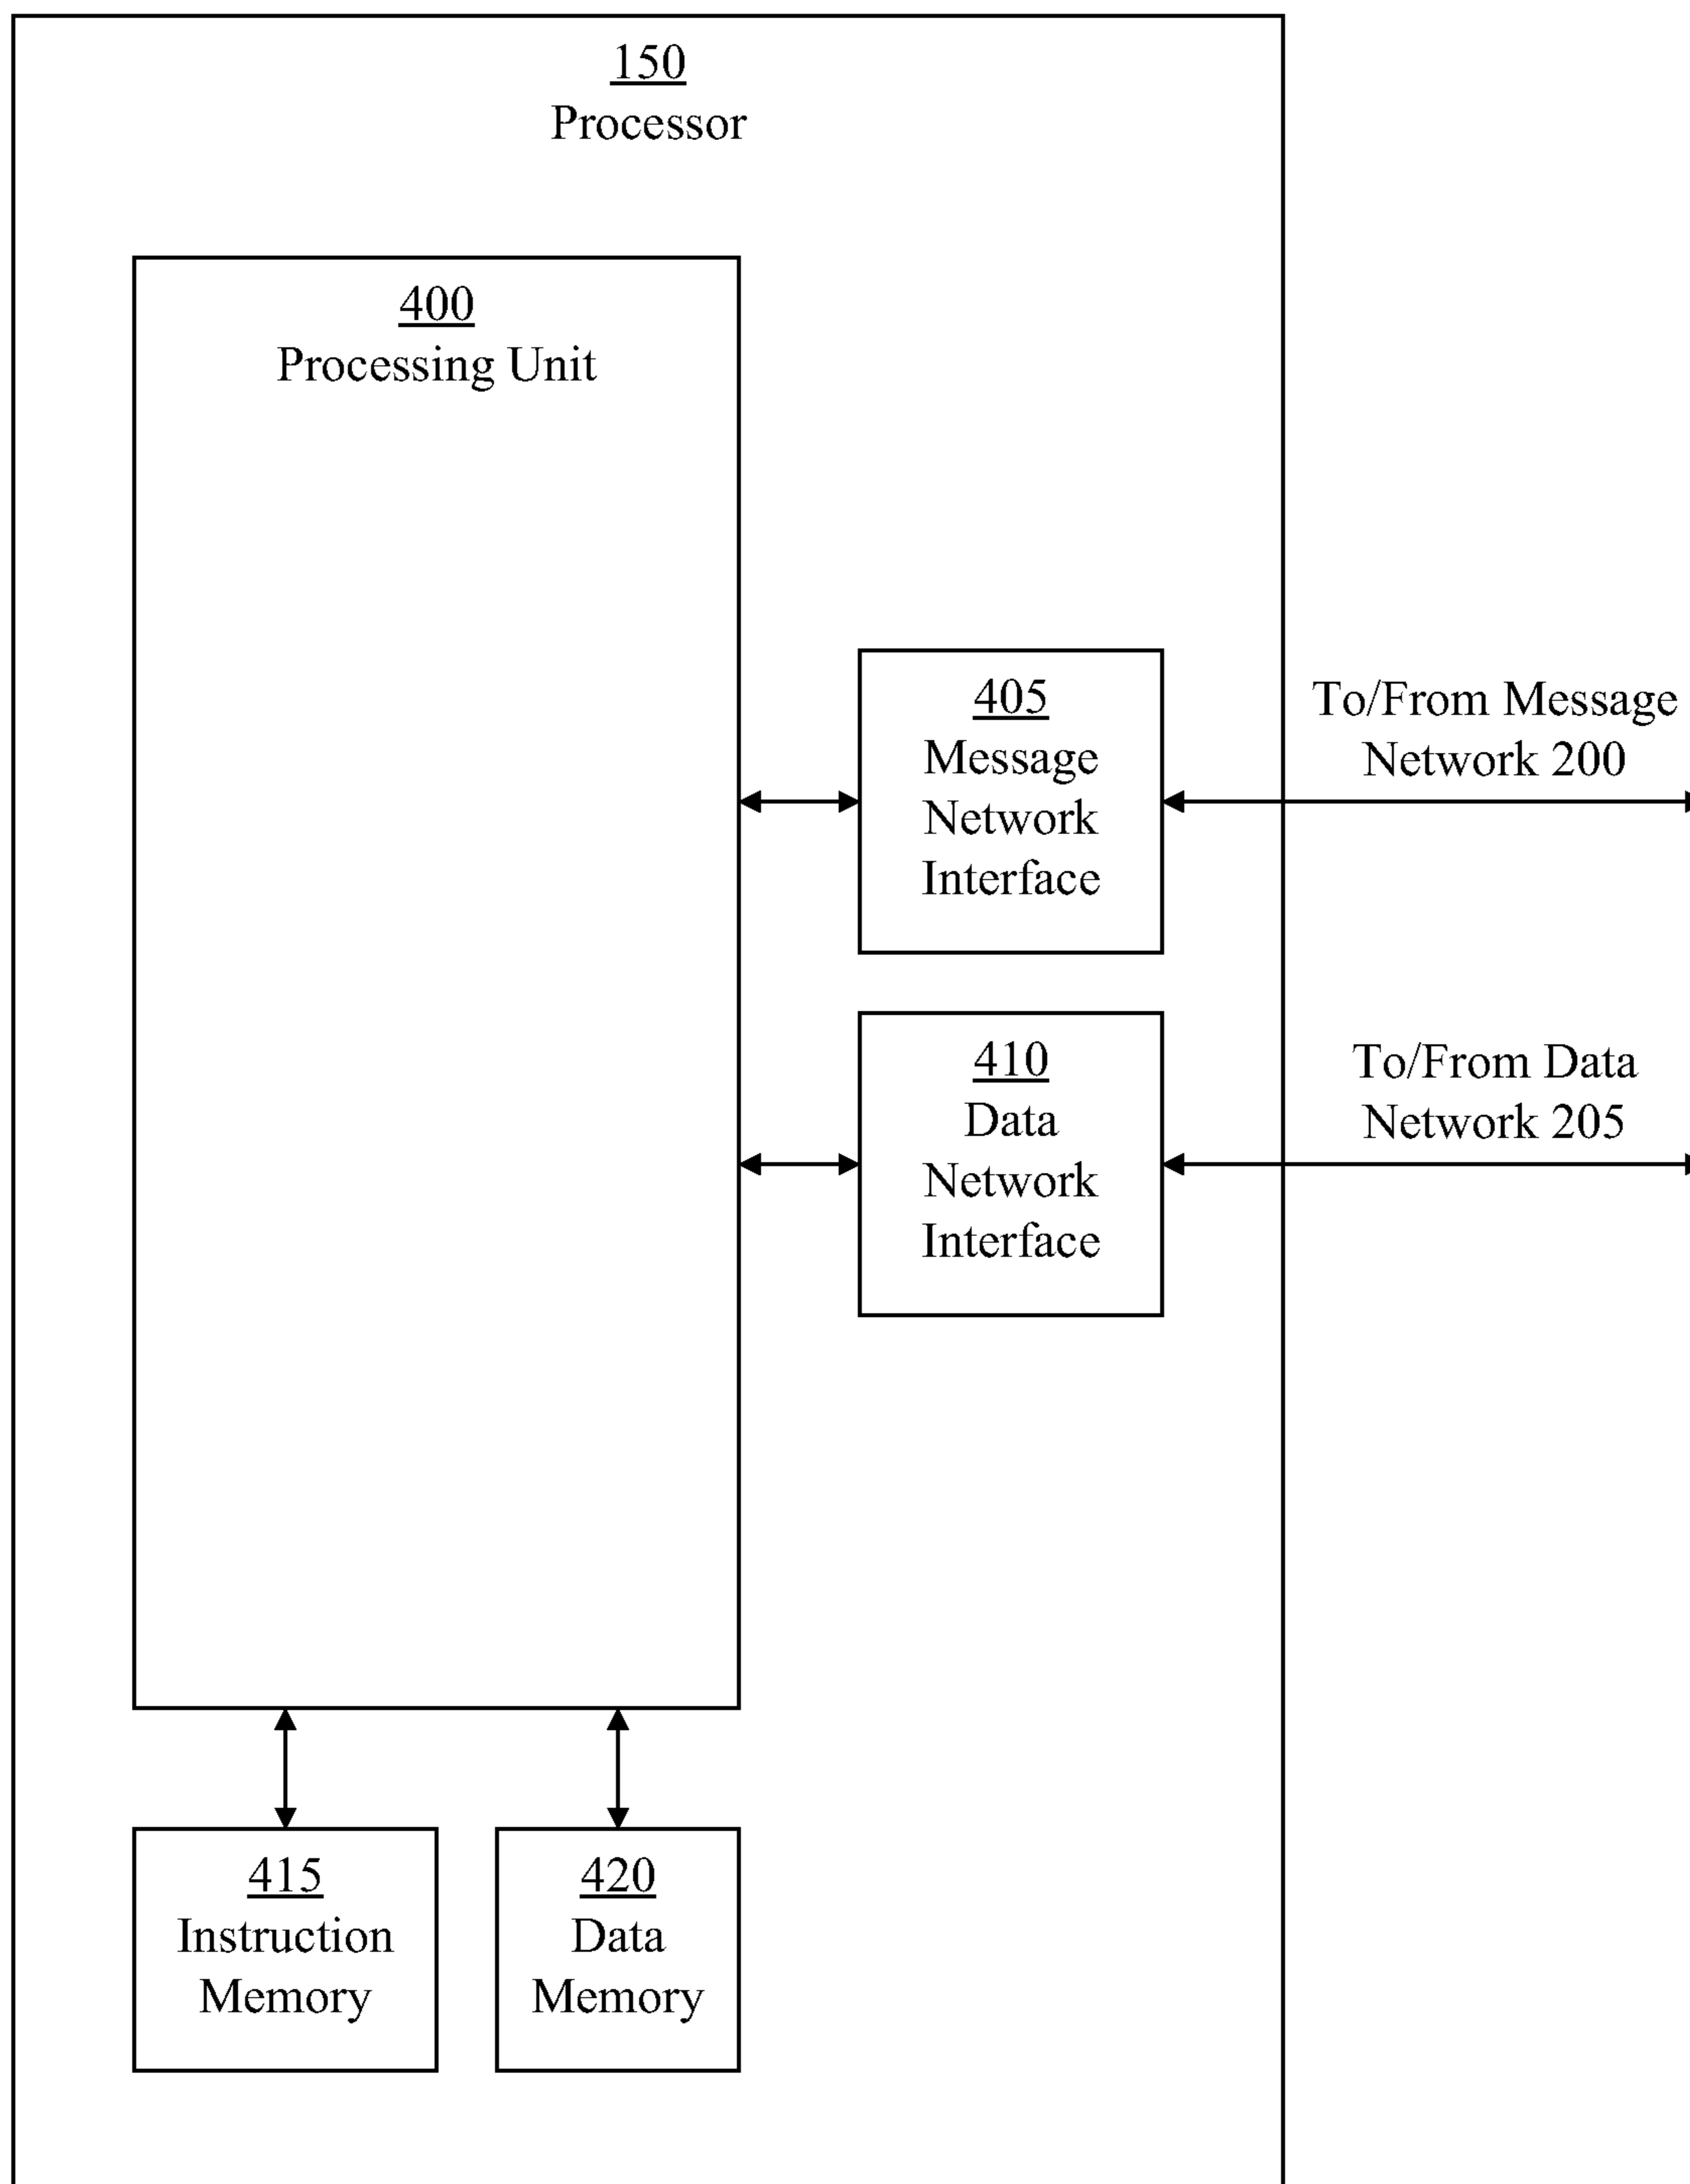 150
Processor
400
Processing Unit
405
Message
Network
Interface
To/From Message
Network 200
410
Data
Network
Interface
To/From Data
Network 205
415
Instruction
Memory
420
Data
Memory